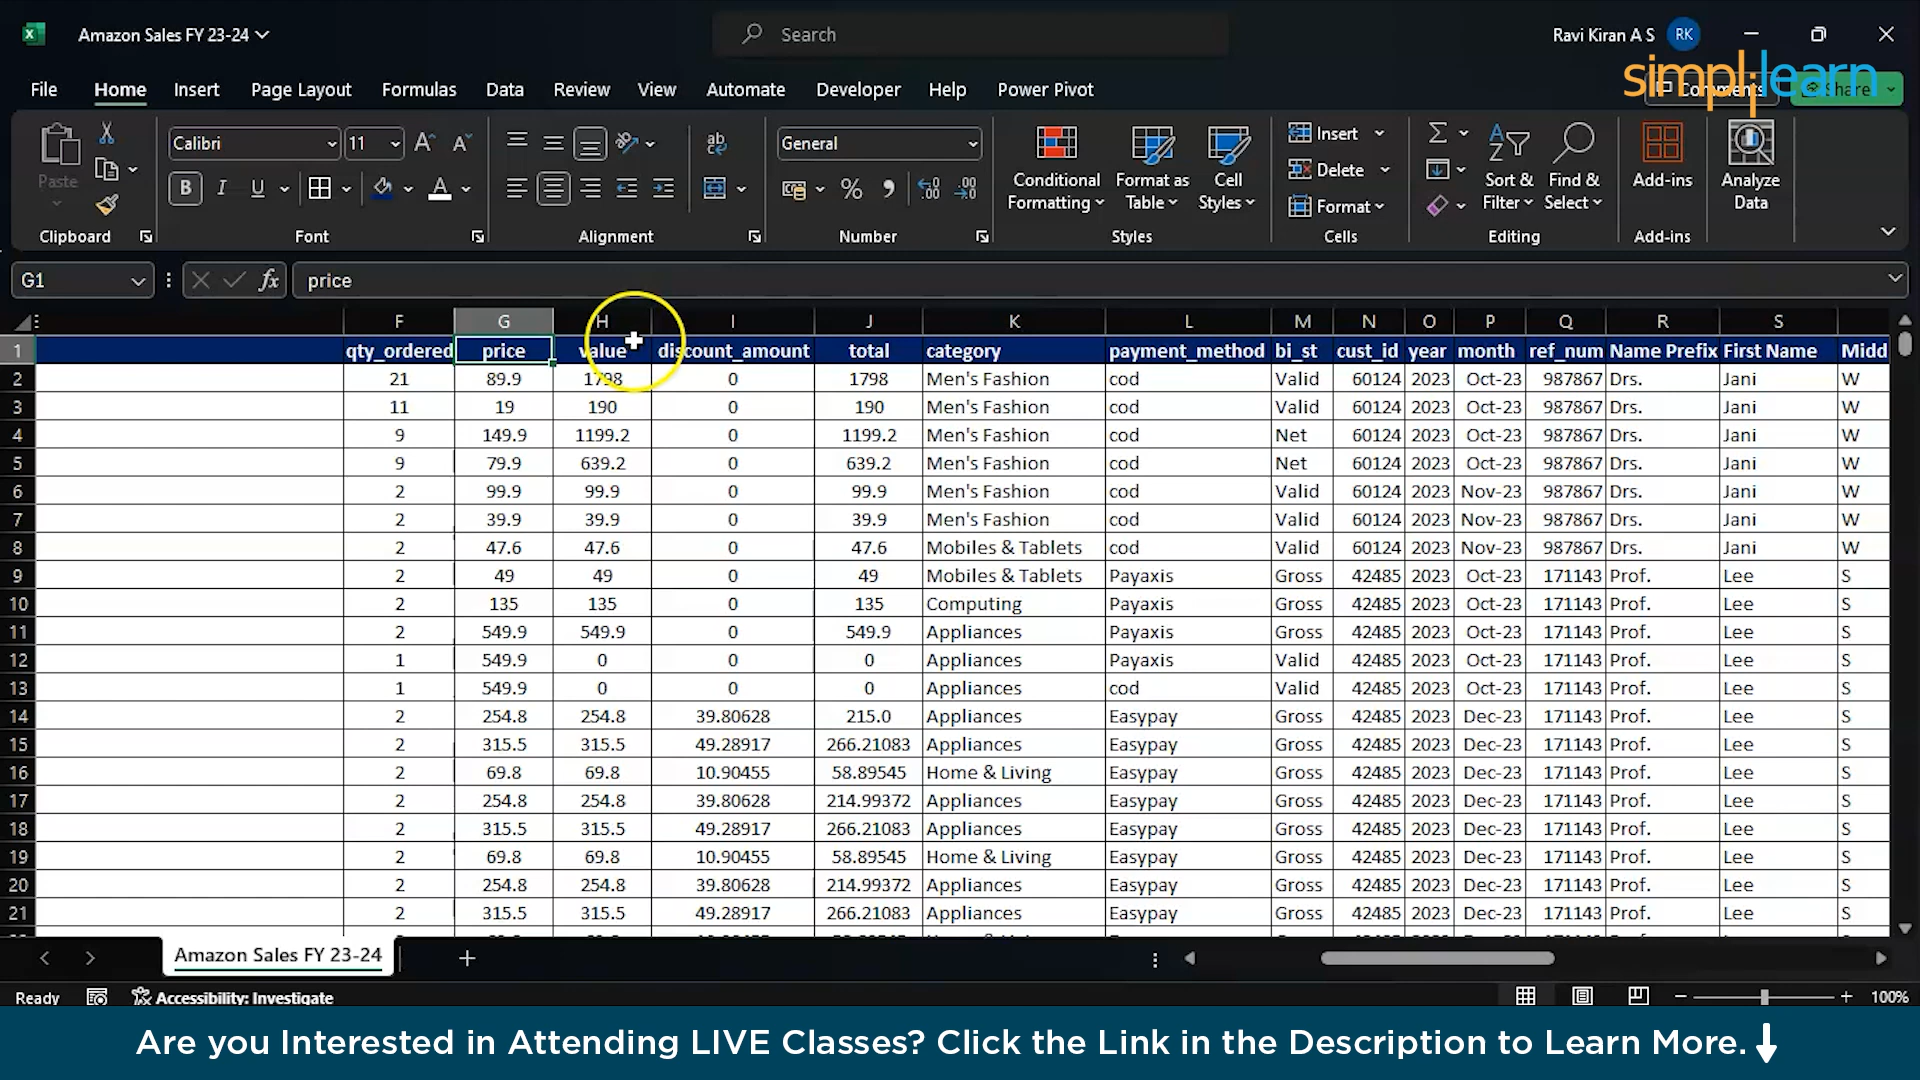 Amazon Sales FY 23-24
Search
Ravi Kiran A S RK
simplilearn
File Home Insert Page Layout Formulas Data Review View Automate Developer Help Power Pivot Comments Share
Paste Calibri 11 General Conditional Formatting Format as Table Cell Styles Insert Delete Format Sort & Filter Find & Select Add-ins Analyze Data
Clipboard Font Alignment Number Styles Cells Editing Add-ins
G1 fx price
F G H I J K L M N O P Q R S
1 qty_ordered price value discount_amount total category payment_method bi_st cust_id year month ref_num Name Prefix First Name Midd
2 21 89.9 1798 0 1798 Men's Fashion cod Valid 60124 2023 Oct-23 987867 Drs. Jani W
3 11 19 190 0 190 Men's Fashion cod Valid 60124 2023 Oct-23 987867 Drs. Jani W
4 9 149.9 1199.2 0 1199.2 Men's Fashion cod Net 60124 2023 Oct-23 987867 Drs. Jani W
5 9 79.9 639.2 0 639.2 Men's Fashion cod Net 60124 2023 Oct-23 987867 Drs. Jani W
6 2 99.9 99.9 0 99.9 Men's Fashion cod Valid 60124 2023 Nov-23 987867 Drs. Jani W
7 2 39.9 39.9 0 39.9 Men's Fashion cod Valid 60124 2023 Nov-23 987867 Drs. Jani W
8 2 47.6 47.6 0 47.6 Mobiles & Tablets cod Valid 60124 2023 Nov-23 987867 Drs. Jani W
9 2 49 49 0 49 Mobiles & Tablets Payaxis Gross 42485 2023 Oct-23 171143 Prof. Lee S
10 2 135 135 0 135 Computing Payaxis Gross 42485 2023 Oct-23 171143 Prof. Lee S
11 2 549.9 549.9 0 549.9 Appliances Payaxis Gross 42485 2023 Oct-23 171143 Prof. Lee S
12 1 549.9 0 0 0 Appliances Payaxis Valid 42485 2023 Oct-23 171143 Prof. Lee S
13 1 549.9 0 0 0 Appliances cod Valid 42485 2023 Oct-23 171143 Prof. Lee S
14 2 254.8 254.8 39.80628 215.0 Appliances Easypay Gross 42485 2023 Dec-23 171143 Prof. Lee S
15 2 315.5 315.5 49.28917 266.21083 Appliances Easypay Gross 42485 2023 Dec-23 171143 Prof. Lee S
16 2 69.8 69.8 10.90455 58.89545 Home & Living Easypay Gross 42485 2023 Dec-23 171143 Prof. Lee S
17 2 254.8 254.8 39.80628 214.99372 Appliances Easypay Gross 42485 2023 Dec-23 171143 Prof. Lee S
18 2 315.5 315.5 49.28917 266.21083 Appliances Easypay Gross 42485 2023 Dec-23 171143 Prof. Lee S
19 2 69.8 69.8 10.90455 58.89545 Home & Living Easypay Gross 42485 2023 Dec-23 171143 Prof. Lee S
20 2 254.8 254.8 39.80628 214.99372 Appliances Easypay Gross 42485 2023 Dec-23 171143 Prof. Lee S
21 2 315.5 315.5 49.28917 266.21083 Appliances Easypay Gross 42485 2023 Dec-23 171143 Prof. Lee S
Amazon Sales FY 23-24
Ready Accessibility: Investigate 100%
Are you Interested in Attending LIVE Classes? Click the Link in the Description to Learn More.